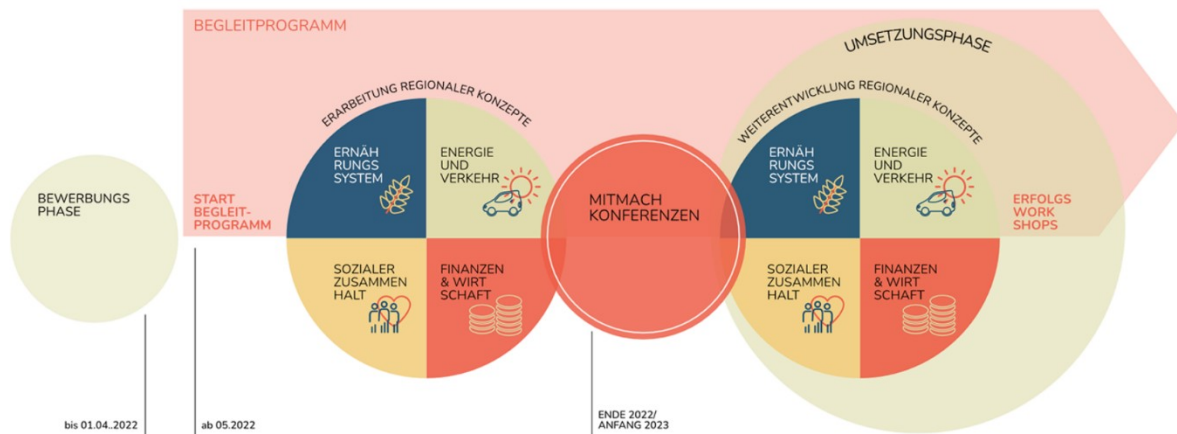 BEGLEITPROGRAMM
BEWERBUNGS
PHASE
START
BEGLEIT-
PROGRAMM
ERARBEITUNG REGIONALER KONZEPTE
ERNÄH
RUNGS
SYSTEM
ENERGIE
UND
VERKEHR
SOZIALER
ZUSAMMEN
HALT
FINANZEN
& WIRT
SCHAFT
MITMACH
KONFERENZEN
UMSETZUNGSPHASE
WEITERENTWICKLUNG REGIONALER KONZEPTE
ERNÄH
RUNGS
SYSTEM
ENERGIE
UND
VERKEHR
SOZIALER
ZUSAMMEN
HALT
FINANZEN
& WIRT
SCHAFT
ERFOLGS
WORK
SHOPS
bis 01.04..2022
ab 05.2022
ENDE 2022/
ANFANG 2023